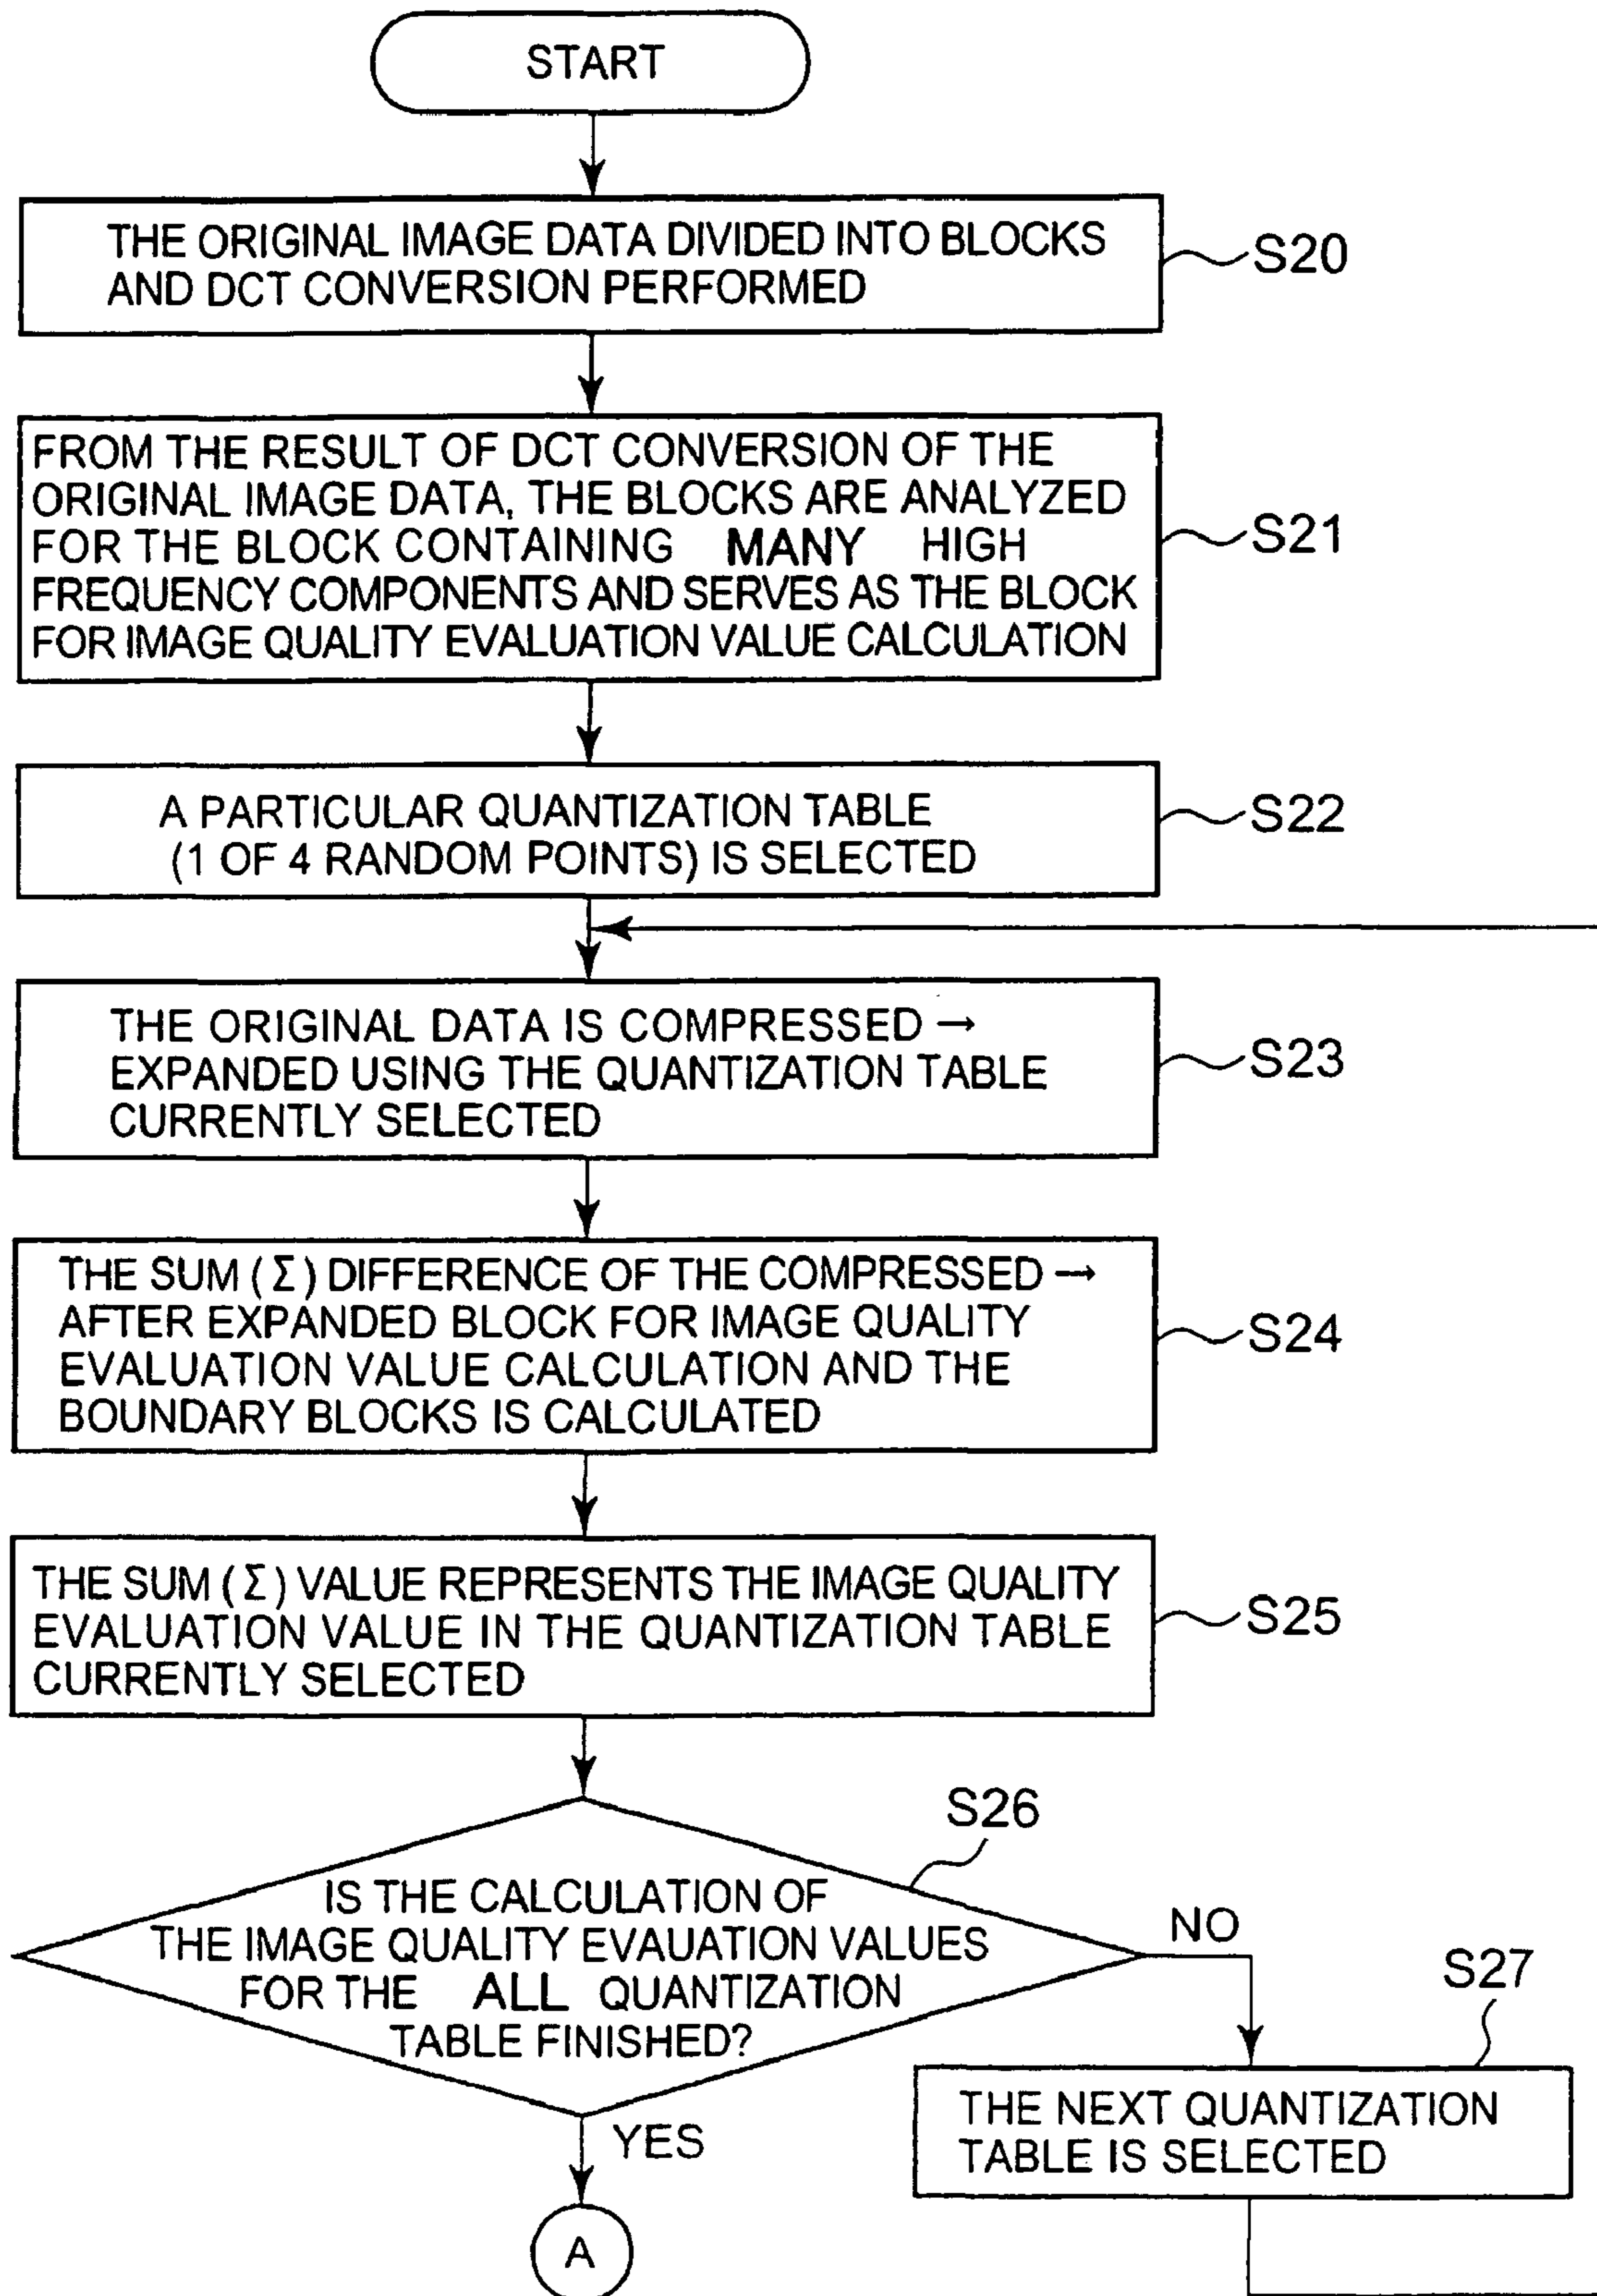 START
THE ORIGINAL IMAGE DATA DIVIDED INTO BLOCKS
AND DCT CONVERSION PERFORMED
S20
FROM THE RESULT OF DCT CONVERSION OF THE
ORIGINAL IMAGE DATA, THE BLOCKS ARE ANALYZED
FOR THE BLOCK CONTAINING MANY HIGH
FREQUENCY COMPONENTS AND SERVES AS THE BLOCK
FOR IMAGE QUALITY EVALUATION VALUE CALCULATION
S21
A PARTICULAR QUANTIZATION TABLE
(1 OF 4 RANDOM POINTS) IS SELECTED
S22
THE ORIGINAL DATA IS COMPRESSED →
EXPANDED USING THE QUANTIZATION TABLE
CURRENTLY SELECTED
S23
THE SUM (Σ) DIFFERENCE OF THE COMPRESSED →
AFTER EXPANDED BLOCK FOR IMAGE QUALITY
EVALUATION VALUE CALCULATION AND THE
BOUNDARY BLOCKS IS CALCULATED
S24
THE SUM (Σ) VALUE REPRESENTS THE IMAGE QUALITY
EVALUATION VALUE IN THE QUANTIZATION TABLE
CURRENTLY SELECTED
S25
S26
IS THE CALCULATION OF
THE IMAGE QUALITY EVAUATION VALUES
FOR THE ALL QUANTIZATION
TABLE FINISHED?
NO
S27
THE NEXT QUANTIZATION
TABLE IS SELECTED
YES
A